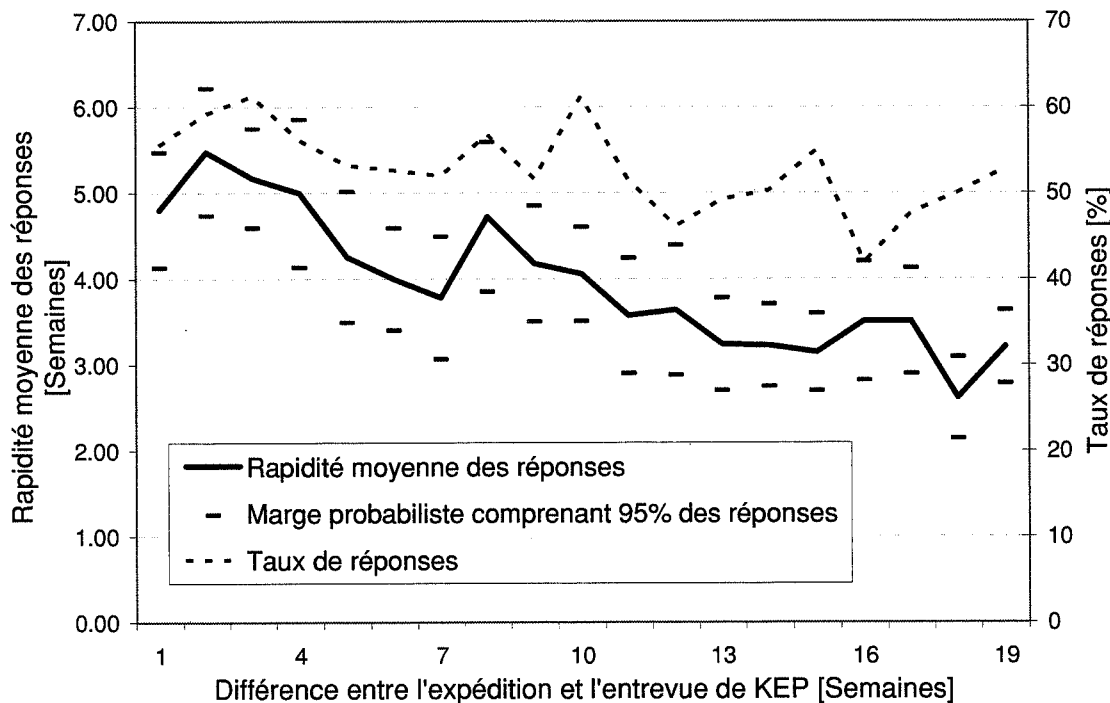 Rapidité moyenne des réponses
[Semaines]
7.00
6.00
5.00
4.00
3.00
2.00
1.00
0.00
70
60
50
40
30
20
10
0
Taux de réponses [%]
Rapidité moyenne des réponses
Marge probabiliste comprenant 95% des réponses
Taux de réponses
1 4 7 10 13 16 19
Différence entre l'expédition et l'entrevue de KEP [Semaines]